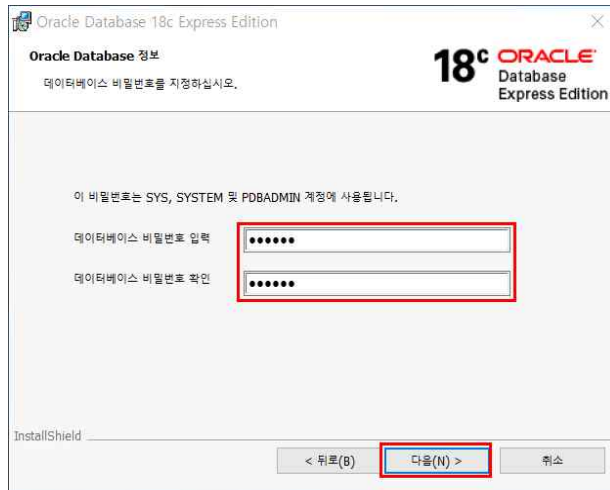 Oracle Database 18c Express Edition
Oracle Database 정보
데이터베이스 비밀번호를 지정하십시오.
18c ORACLE
Database
Express Edition
이 비밀번호는 SYS, SYSTEM 및 PDBADMIN 계정에 사용됩니다.
데이터베이스 비밀번호 입력
●●●●●●
데이터베이스 비밀번호 확인
●●●●●●
InstallShield
< 뒤로(B) 다음(N) > 취소